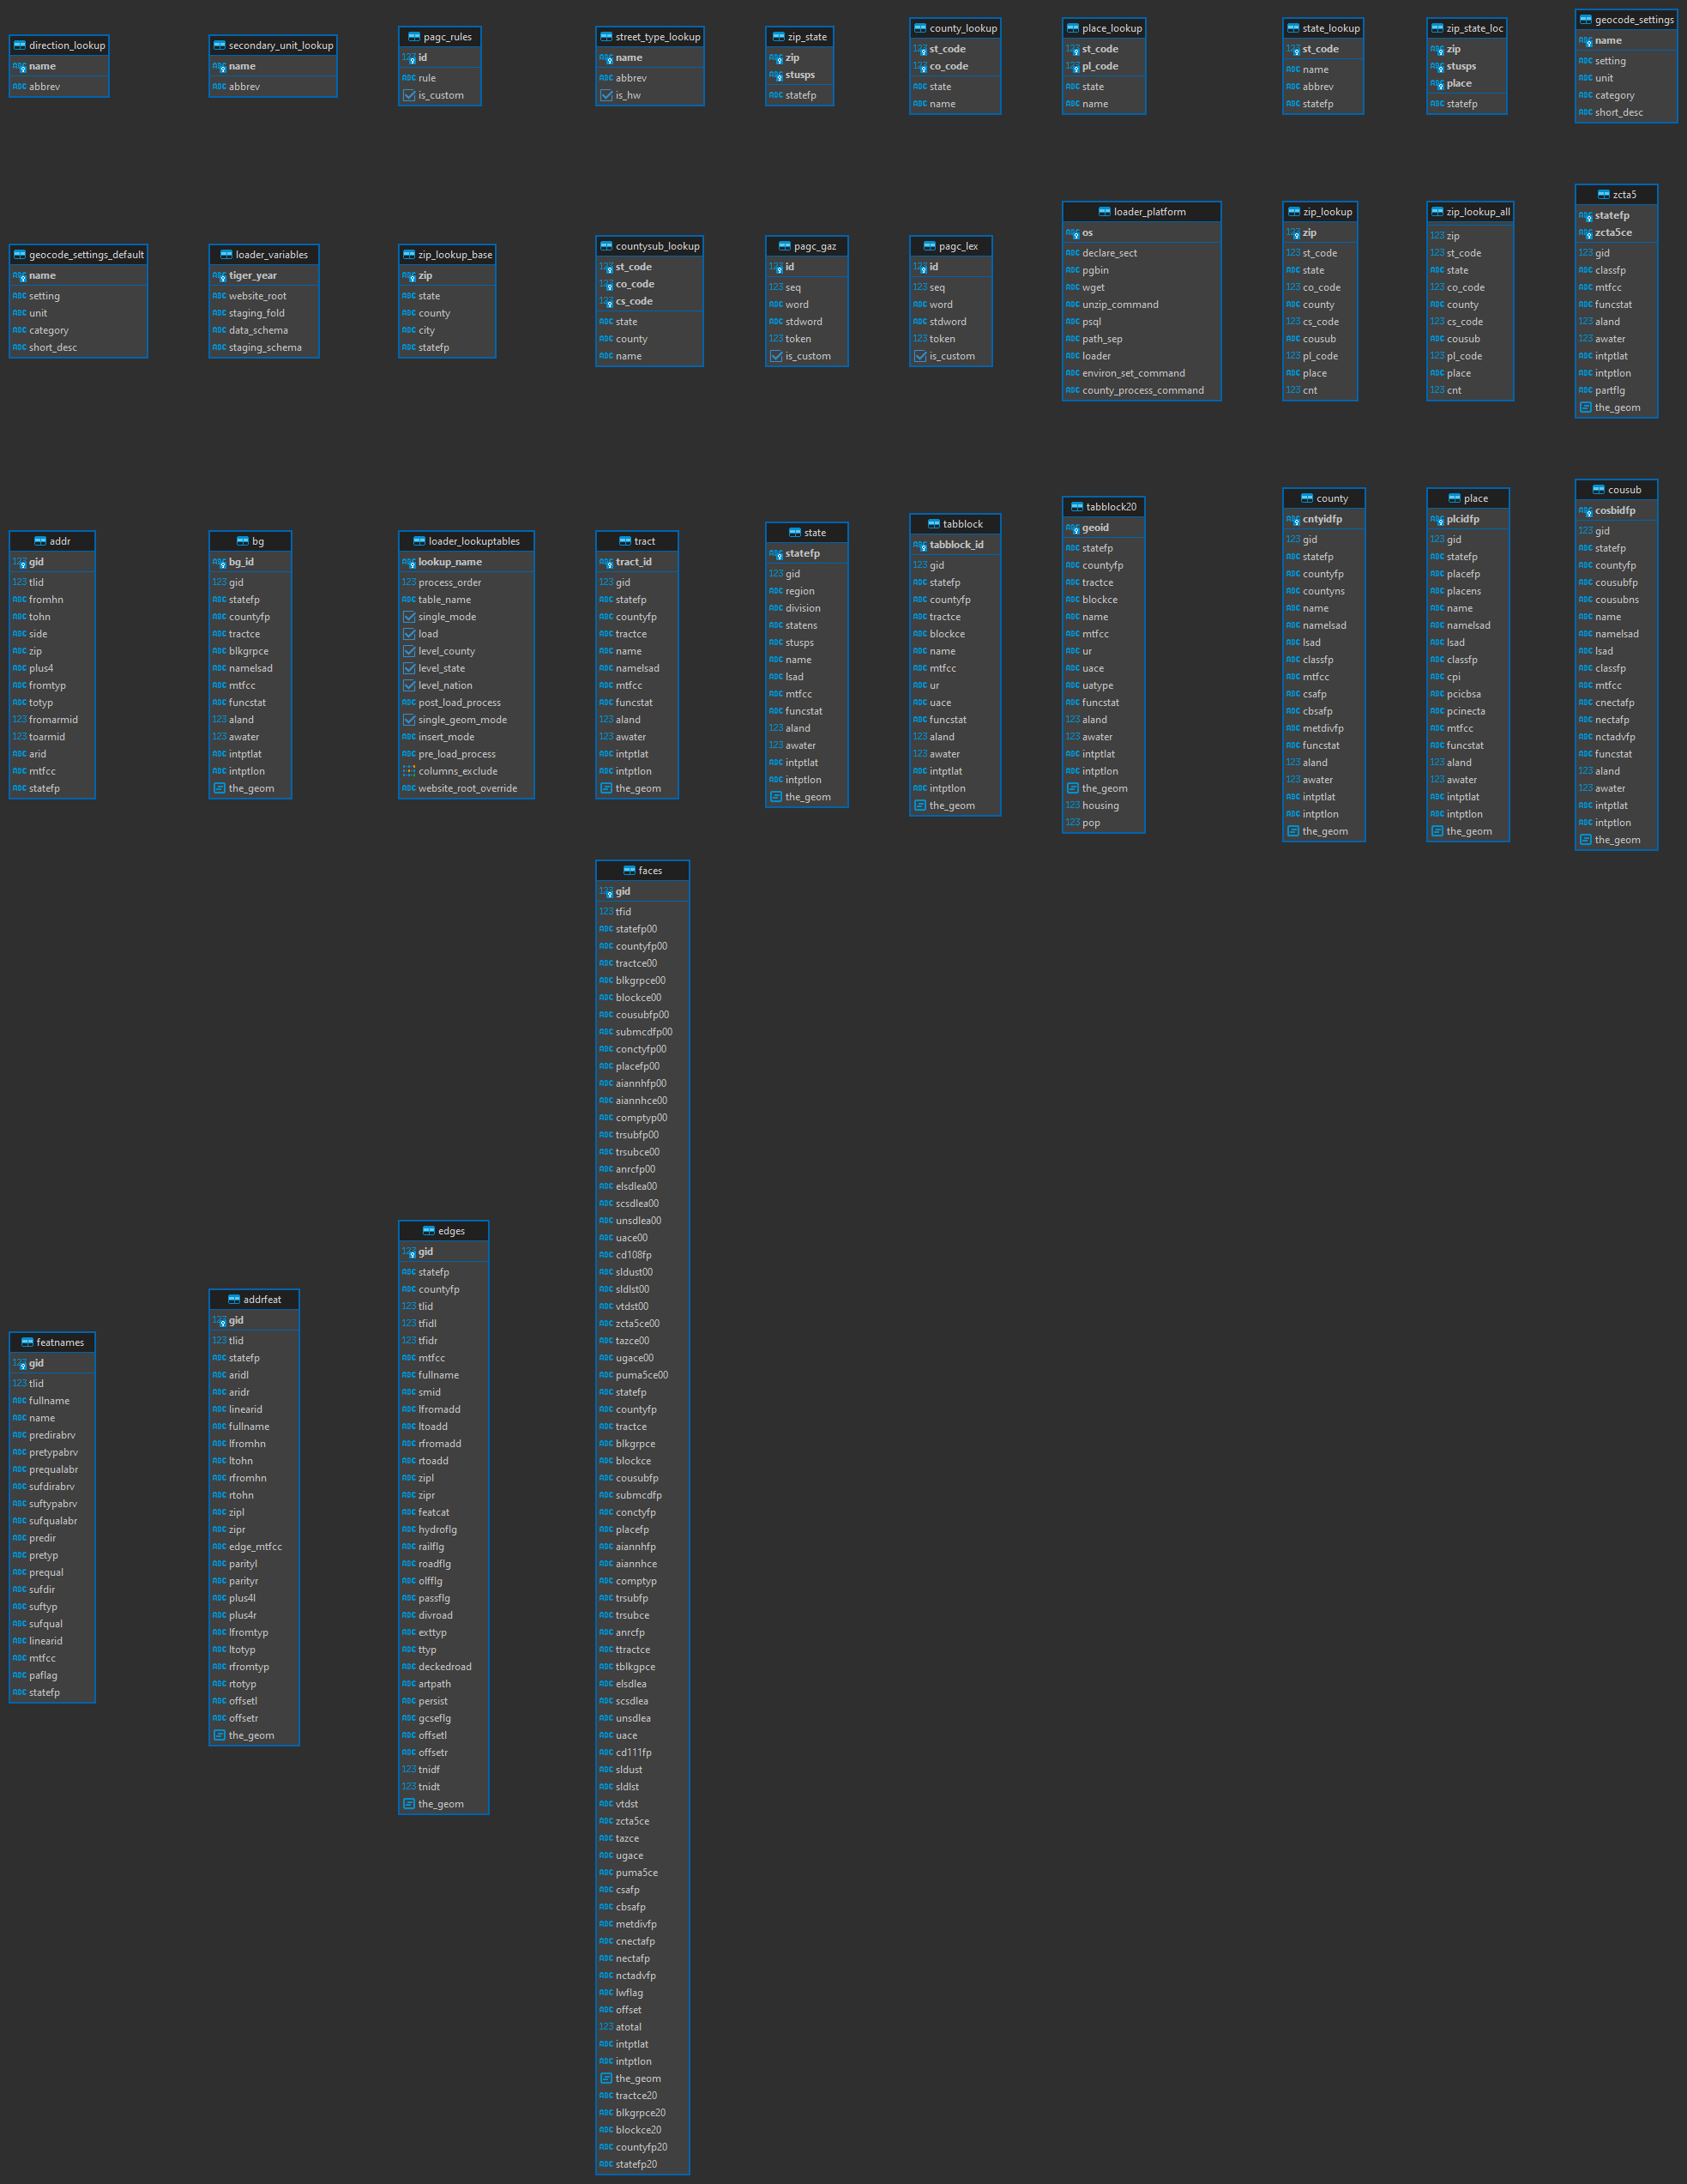 direction_lookup
name
abbrev
secondary_unit_lookup
name
abbrev
pagc_rules
id
rule
is_custom
street_type_lookup
name
abbrev
is_hw
zip_state
zip
stusps
statefp
county_lookup
st_code
co_code
state
name
place_lookup
st_code
pl_code
state
name
state_lookup
st_code
name
abbrev
statefp
zip_state_loc
zip
stusps
place
statefp
geocode_settings
name
setting
unit
category
short_desc
geocode_settings_default
name
setting
unit
category
short_desc
loader_variables
tiger_year
website_root
staging_fold
data_schema
staging_schema
zip_lookup_base
zip
state
county
city
statefp
countysub_lookup
st_code
co_code
cs_code
state
county
name
pagc_gaz
id
seq
word
stdword
token
is_custom
pagc_lex
id
seq
word
stdword
token
is_custom
loader_platform
os
declare_sect
pgbin
wget
unzip_command
psql
path_sep
loader
environ_set_command
county_process_command
zip_lookup
zip
st_code
state
co_code
county
cs_code
cousub
pl_code
place
cnt
zip_lookup_all
zip
st_code
state
co_code
county
cs_code
cousub
pl_code
place
cnt
zcta5
statefp
zcta5ce
gid
classfp
mtfcc
funcstat
aland
awater
intptlat
intptlon
partflg
the_geom
addr
gid
tlid
fromhn
tohn
side
zip
plus4
fromtyp
totyp
fromarmid
toarmid
arid
mtfcc
statefp
bg
bg_id
gid
statefp
countyfp
tractce
blkgrpce
namelsad
mtfcc
funcstat
aland
awater
intptlat
intptlon
the_geom
loader_lookuptables
lookup_name
process_order
table_name
single_mode
load
level_county
level_state
level_nation
post_load_process
single_geom_mode
insert_mode
pre_load_process
columns_exclude
website_root_override
tract
tract_id
gid
statefp
countyfp
tractce
name
namelsad
mtfcc
funcstat
aland
awater
intptlat
intptlon
the_geom
state
statefp
gid
region
division
statens
stusps
name
lsad
mtfcc
funcstat
aland
awater
intptlat
intptlon
the_geom
tabblock
tabblock_id
gid
statefp
countyfp
tractce
blockce
name
mtfcc
ur
uace
funcstat
aland
awater
intptlat
intptlon
the_geom
tabblock20
geoid
statefp
countyfp
tractce
blockce
name
mtfcc
ur
uace
uatype
funcstat
aland
awater
intptlat
intptlon
the_geom
housing
pop
county
cntyidfp
gid
statefp
countyfp
countyns
name
namelsad
lsad
classfp
mtfcc
csafp
cbsafp
metdivfp
funcstat
aland
awater
intptlat
intptlon
the_geom
place
plcidfp
gid
statefp
placefp
placens
name
namelsad
lsad
classfp
cpi
pcicbsa
pcinecta
mtfcc
funcstat
aland
awater
intptlat
intptlon
the_geom
cousub
cosbidfp
gid
statefp
countyfp
cousubfp
cousubns
name
namelsad
lsad
classfp
mtfcc
cnectafp
nectafp
nctadvfp
funcstat
aland
awater
intptlat
intptlon
the_geom
featnames
gid
tlid
fullname
name
predirabrv
pretypabrv
prequalabr
sufdirabrv
suftypabrv
sufqualabr
predir
pretyp
prequal
sufdir
suftyp
sufqual
linearid
mtfcc
paflag
statefp
addrfeat
gid
tlid
statefp
aridl
aridr
linearid
fullname
lfromhn
ltohn
rfromhn
rtohn
zipl
zipr
edge_mtfcc
parityl
parityr
plus4l
plus4r
lfromtyp
ltotyp
rfromtyp
rtotyp
offsetl
offsetr
the_geom
edges
gid
statefp
countyfp
tlid
tfidl
tfidr
mtfcc
fullname
smid
lfromadd
ltoadd
rfromadd
rtoadd
zipl
zipr
featcat
hydroflg
railflg
roadflg
olfflg
passflg
divroad
exttyp
ttyp
deckedroad
artpath
persist
gcseflg
offsetl
offsetr
tnidf
tnidt
the_geom
faces
gid
tfid
statefp00
countyfp00
tractce00
blkgrpce00
blockce00
cousubfp00
submcdfp00
conctyfp00
placefp00
aiannhfp00
aiannhce00
comptyp00
trsubfp00
trsubce00
anrcfp00
elsdlea00
scsdlea00
unsdlea00
uace00
cd108fp
sldust00
sldlst00
vtdst00
zcta5ce00
tazce00
ugace00
puma5ce00
statefp
countyfp
tractce
blkgrpce
blockce
cousubfp
submcdfp
conctyfp
placefp
aiannhfp
aiannhce
comptyp
trsubfp
trsubce
anrcfp
ttractce
tblkgpce
elsdlea
scsdlea
unsdlea
uace
cd111fp
sldust
sldlst
vtdst
zcta5ce
tazce
ugace
puma5ce
csafp
cbsafp
metdivfp
cnectafp
nectafp
nctadvfp
lwflag
offset
atotal
intptlat
intptlon
the_geom
tractce20
blkgrpce20
blockce20
countyfp20
statefp20